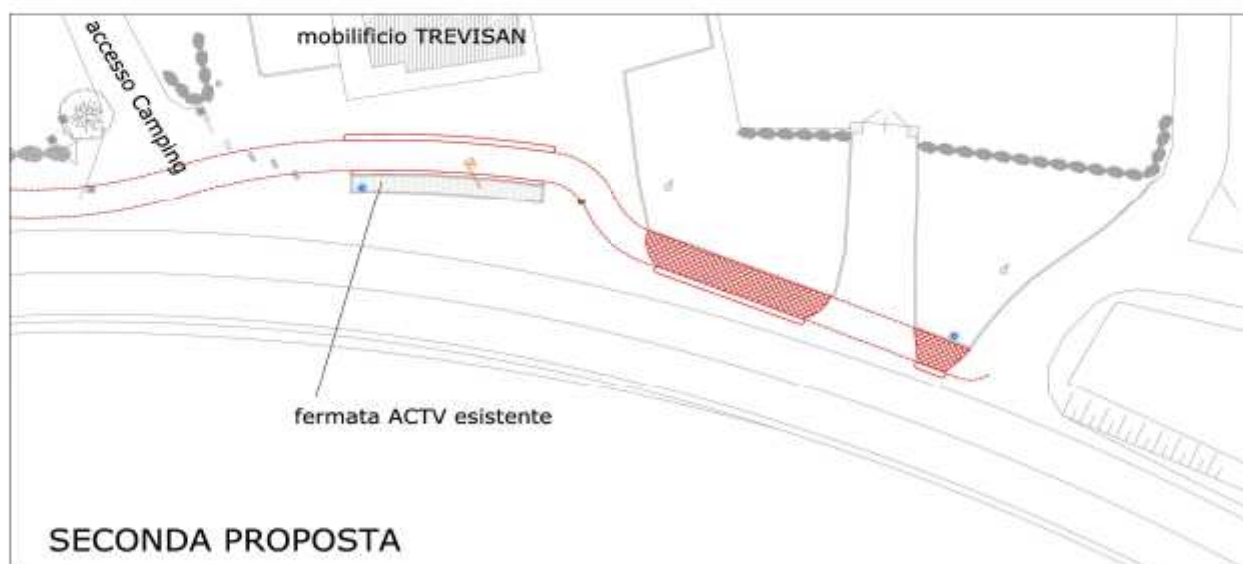 mobilificio TREVISAN
accesso Camping
fermata ACTV esistente
SECONDA PROPOSTA